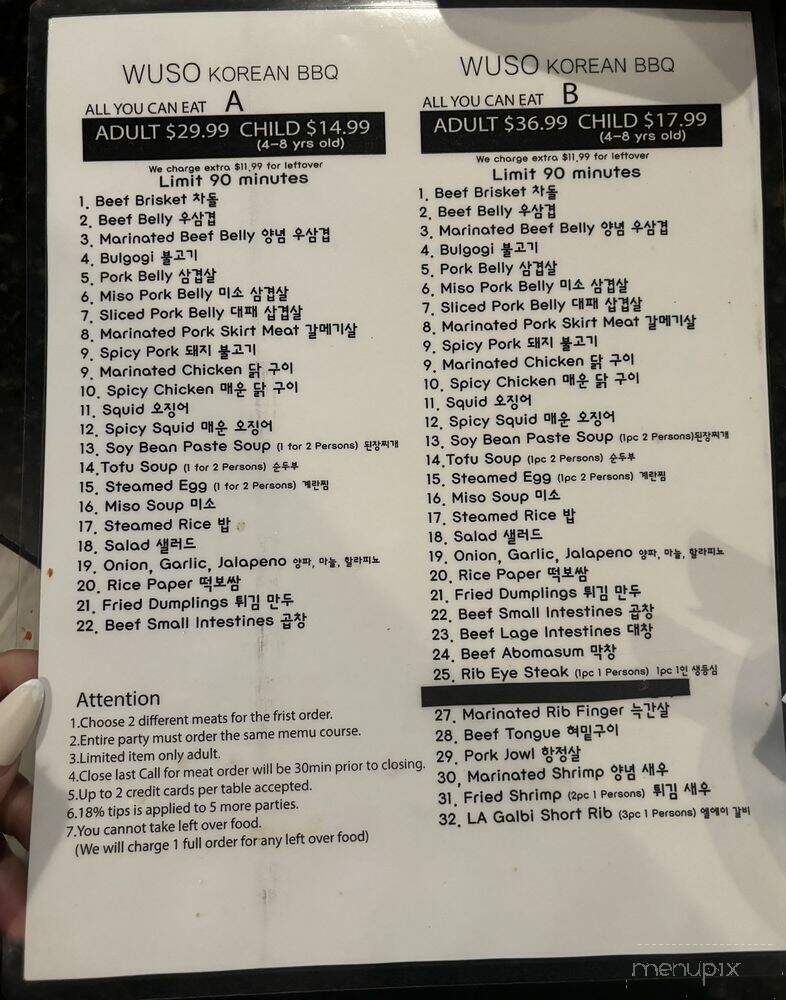 WUSO KOREAN BBQ
ALL YOU CAN EAT A
ADULT $29.99 CHILD $14.99
(4-8 yrs old)
We charge extra $11.99 for leftover
Limit 90 minutes
1. Beef Brisket 차돌
2. Beef Belly 우삼겹
3. Marinated Beef Belly 양념 우삼겹
4. Bulgogi 불고기
5. Pork Belly 삼겹살
6. Miso Pork Belly 미소 삼겹살
7. Sliced Pork Belly 대패 삽겹살
8. Marinated Pork Skirt Meat 갈메기살
9. Spicy Pork 돼지 불고기
9. Marinated Chicken 닭 구이
10. Spicy Chicken 매운 닭 구이
11. Squid 오징어
12. Spicy Squid 매운 오징어
13. Soy Bean Paste Soup (1 for 2 Persons) 된장찌개
14. Tofu Soup (1 for 2 Persons) 순두부
15. Steamed Egg (1 for 2 Persons) 계란찜
16. Miso Soup 미소
17. Steamed Rice 밥
18. Salad 샐러드
19. Onion, Garlic, Jalapeno 양파, 마늘, 할라피뇨
20. Rice Paper 떡보쌈
21. Fried Dumplings 튀김 만두
22. Beef Small Intestines 곱창
Attention
1.Choose 2 different meats for the frist order.
2.Entire party must order the same memu course.
3.Limited item only adult.
4.Close last Call for meat order will be 30min prior to closing.
5.Up to 2 credit cards per table accepted.
6.18% tips is applied to 5 more parties.
7.You cannot take left over food.
(We will charge 1 full order for any left over food)
WUSO KOREAN BBQ
ALL YOU CAN EAT B
ADULT $36.99 CHILD $17.99
(4-8 yrs old)
We charge extra $11.99 for leftover
Limit 90 minutes
1. Beef Brisket 차돌
2. Beef Belly 우삼겹
3. Marinated Beef Belly 양념 우삼겹
4. Bulgogi 불고기
5. Pork Belly 삼겹살
6. Miso Pork Belly 미소 삼겹살
7. Sliced Pork Belly 대패 삽겹살
8. Marinated Pork Skirt Meat 갈메기살
9. Spicy Pork 돼지 불고기
9. Marinated Chicken 닭 구이
10. Spicy Chicken 매운 닭 구이
11. Squid 오징어
12. Spicy Squid 매운 오징어
13. Soy Bean Paste Soup (1pc 2 Persons)된장찌개
14.Tofu Soup (1pc 2 Persons) 순두부
15. Steamed Egg (1pc 2 Persons) 계란찜
16. Miso Soup 미소
17. Steamed Rice 밥
18. Salad 샐러드
19. Onion, Garlic, Jalapeno 양파, 마늘, 할라피뇨
20. Rice Paper 떡보쌈
21. Fried Dumplings 튀김 만두
22. Beef Small Intestines 곱창
23. Beef Lage Intestines 대창
24. Beef Abomasum 막창
25. Rib Eye Steak (1pc 1 Persons) 1pc 1인 생등심
27. Marinated Rib Finger 늑간살
28. Beef Tongue 혀밑구이
29. Pork Jowl 항정살
30, Marinated Shrimp 양념 새우
31. Fried Shrimp (2pc 1 Persons) 튀김 새우
32. LA Galbi Short Rib (3pc 1 Persons) 엘에이 갈비
menupix